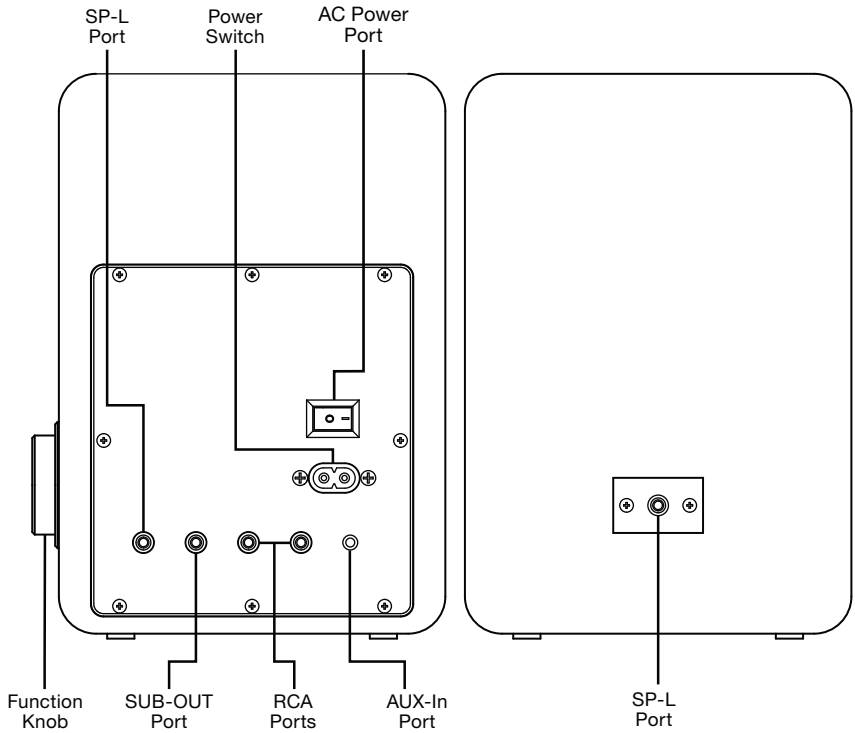 SP-L
Port
Power
Switch
AC Power
Port
Function
Knob
SUB-OUT
Port
RCA
Ports
AUX-In
Port
SP-L
Port